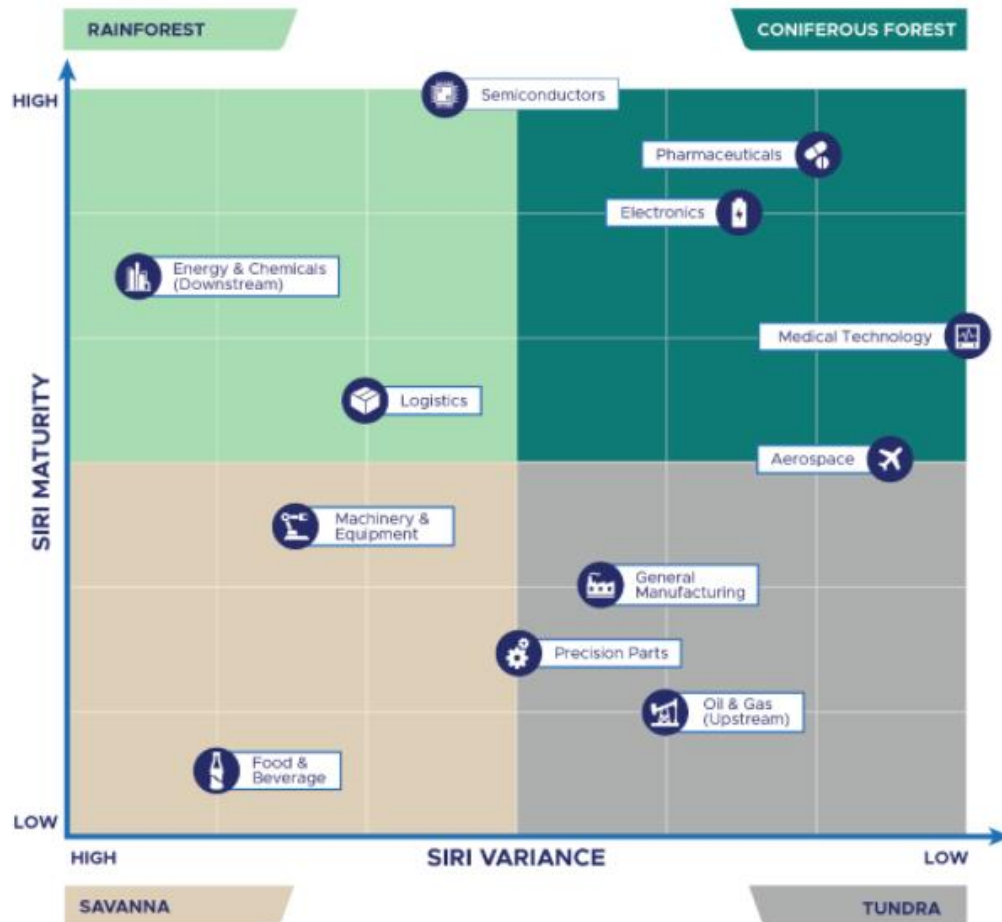 RAINFOREST
CONIFEROUS FOREST
HIGH
Semiconductors
Pharmaceuticals
Electronics
Energy & Chemicals
(Downstream)
Medical Technology
Logistics
SIRI MATURITY
Aerospace
Machinery &
Equipment
General
Manufacturing
Precision Parts
Oil & Gas
(Upstream)
Food &
Beverage
LOW
HIGH
SIRI VARIANCE
LOW
SAVANNA
TUNDRA